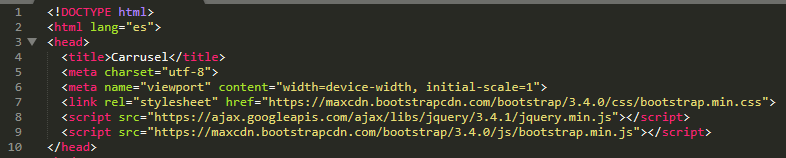 1 <!DOCTYPE html>
2 <html lang="es">
3 <head>
4 <title>Carrusel</title>
5 <meta charset="utf-8">
6 <meta name="viewport" content="width=device-width, initial-scale=1">
7 <link rel="stylesheet" href="https://maxcdn.bootstrapcdn.com/bootstrap/3.4.0/css/bootstrap.min.css">
8 <script src="https://ajax.googleapis.com/ajax/libs/jquery/3.4.1/jquery.min.js"></script>
9 <script src="https://maxcdn.bootstrapcdn.com/bootstrap/3.4.0/js/bootstrap.min.js"></script>
10 </head>